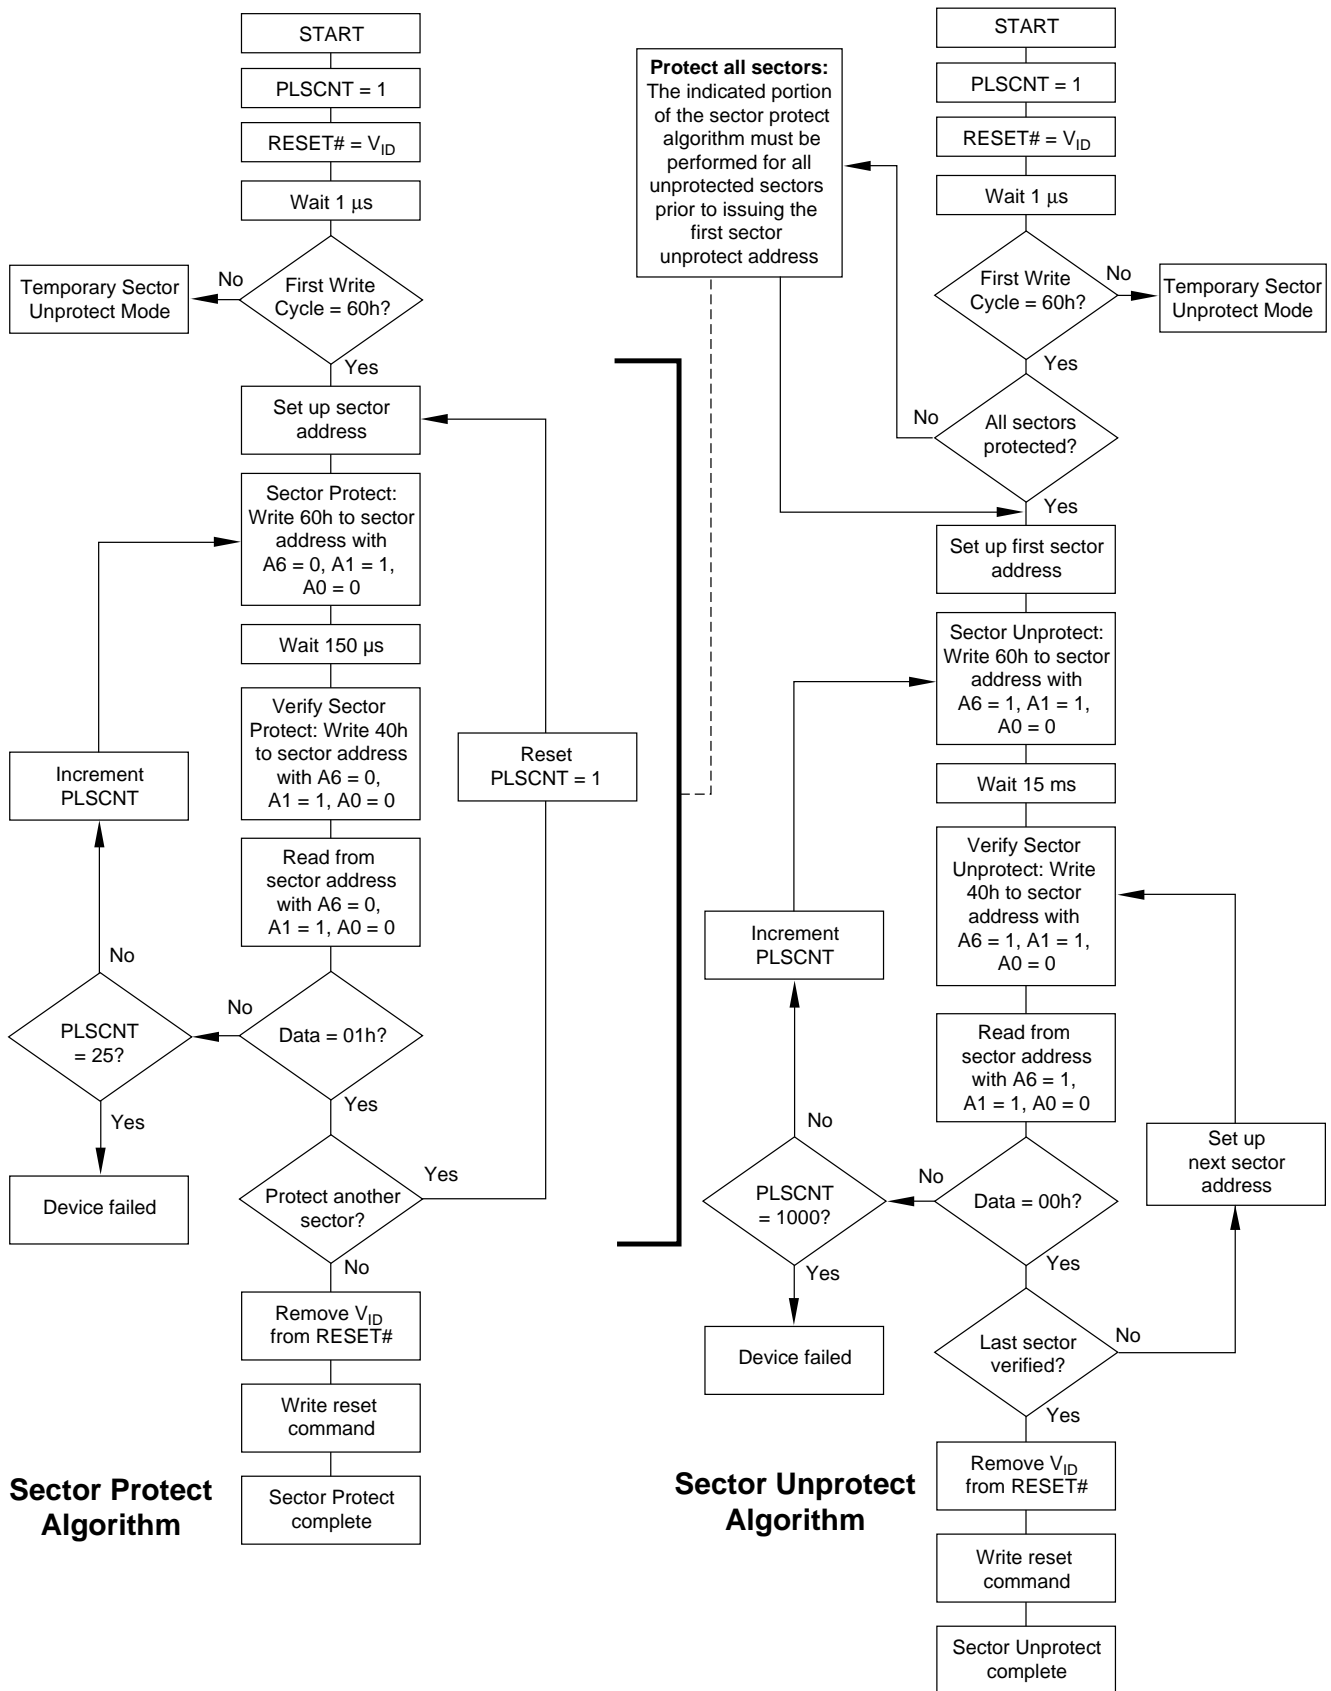 START
PLSCNT = 1
RESET# = VID
Wait 1 μs
First Write
Cycle = 60h?
No
Temporary Sector
Unprotect Mode
Yes
Set up sector
address
Sector Protect:
Write 60h to sector
address with
A6 = 0, A1 = 1,
A0 = 0
Wait 150 µs
Verify Sector
Protect: Write 40h
to sector address
with A6 = 0,
A1 = 1, A0 = 0
Reset
PLSCNT = 1
Increment
PLSCNT
Read from
sector address
with A6 = 0,
A1 = 1, A0 = 0
No
No
PLSCNT
= 25?
Data = 01h?
Yes
Yes
Device failed
Protect another
sector?
Yes
No
Remove VID
from RESET#
Write reset
command
Sector Protect
complete
Sector Protect
Algorithm
Protect all sectors:
The indicated portion
of the sector protect
algorithm must be
performed for all
unprotected sectors
prior to issuing the
first sector
unprotect address
START
PLSCNT = 1
RESET# = VID
Wait 1 μs
First Write
Cycle = 60h?
No
Temporary Sector
Unprotect Mode
Yes
No
All sectors
protected?
Yes
Set up first sector
address
Sector Unprotect:
Write 60h to sector
address with
A6 = 1, A1 = 1,
A0 = 0
Wait 15 ms
Verify Sector
Unprotect: Write
40h to sector
address with
A6 = 1, A1 = 1,
A0 = 0
Increment
PLSCNT
Read from
sector address
with A6 = 1,
A1 = 1, A0 = 0
No
Set up
next sector
address
No
PLSCNT
= 1000?
Data = 00h?
Yes
Yes
Device failed
Last sector
verified?
No
Yes
Remove VID
from RESET#
Write reset
command
Sector Unprotect
complete
Sector Unprotect
Algorithm